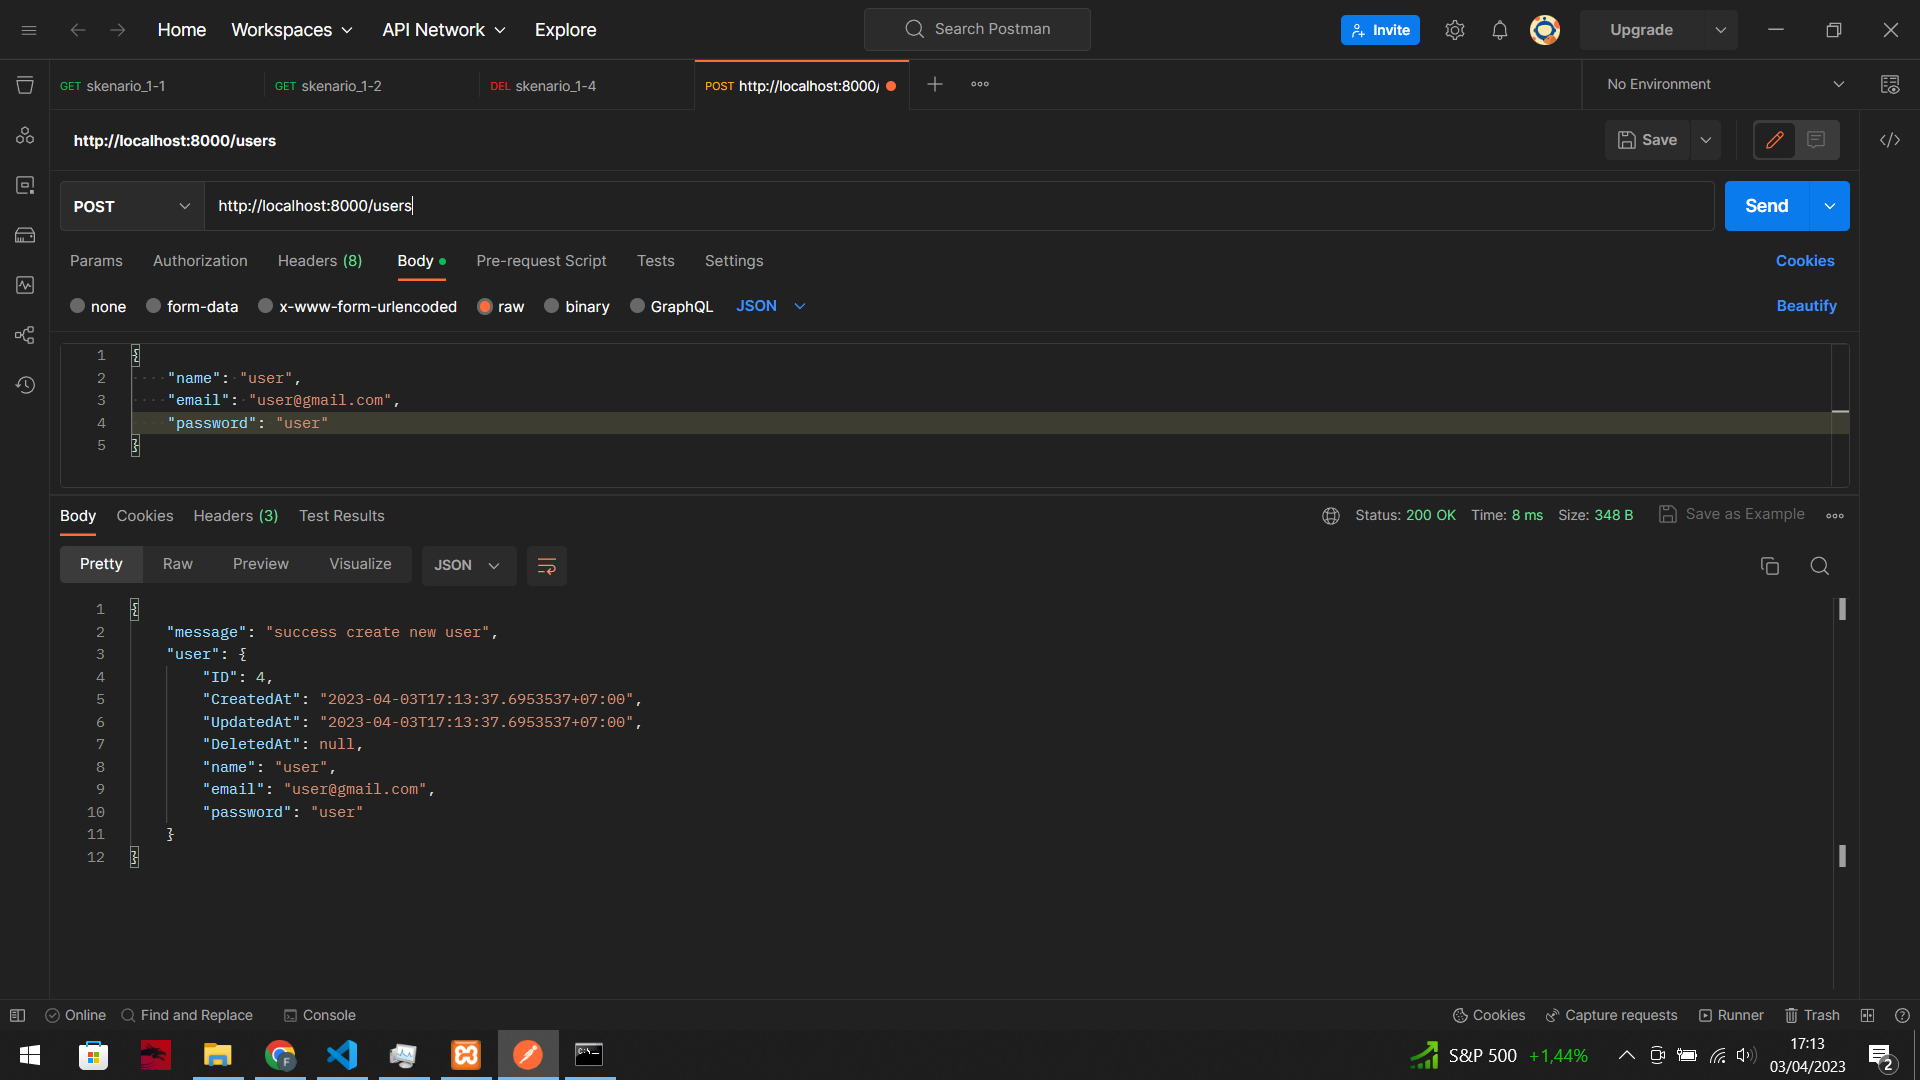 Home Workspaces API Network Explore Search Postman Invite Upgrade
GET skenario_1-1 GET skenario_1-2 DEL skenario_1-4 POST http://localhost:8000/ No Environment
http://localhost:8000/users Save
POST http://localhost:8000/users Send
Params Authorization Headers (8) Body Pre-request Script Tests Settings Cookies
none form-data x-www-form-urlencoded raw binary GraphQL JSON Beautify
1 {
2 "name": "user",
3 "email": "user@gmail.com",
4 "password": "user"
5 }
Body Cookies Headers (3) Test Results Status: 200 OK Time: 8 ms Size: 348 B Save as Example
Pretty Raw Preview Visualize JSON
1 {
2 "message": "success create new user",
3 "user": {
4 "ID": 4,
5 "CreatedAt": "2023-04-03T17:13:37.6953537+07:00",
6 "UpdatedAt": "2023-04-03T17:13:37.6953537+07:00",
7 "DeletedAt": null,
8 "name": "user",
9 "email": "user@gmail.com",
10 "password": "user"
11 }
12 }
Online Find and Replace Console Cookies Capture requests Runner Trash
F S&P 500 +1,44% 17:13
03/04/2023 2